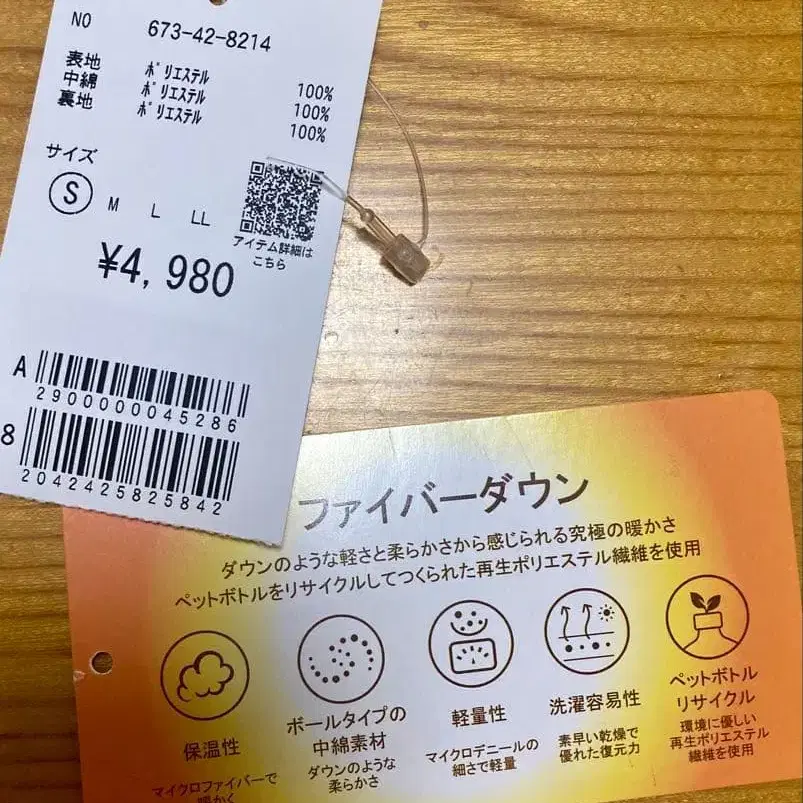 NO 673-42-8214
表地 ﾎﾟﾘｴｽﾃﾙ 100%
中綿 ﾎﾟﾘｴｽﾃﾙ 100%
裏地 ﾎﾟﾘｴｽﾃﾙ 100%
サイズ
S M L LL
アイテム詳細は
こちら
¥4,980
A
2900000045286
8
2042425825842
ファイバーダウン
ダウンのような軽さと柔らかさから感じられる究極の暖かさ
ペットボトルをリサイクルしてつくられた再生ポリエステル繊維を使用
保温性
マイクロファイバーで
暖かく
ボールタイプの
中綿素材
ダウンのような
柔らかさ
軽量性
マイクロデニールの
細さで軽量
洗濯容易性
素早い乾燥で
優れた復元力
ペットボトル
リサイクル
環境に優しい
再生ポリエステル
繊維を使用